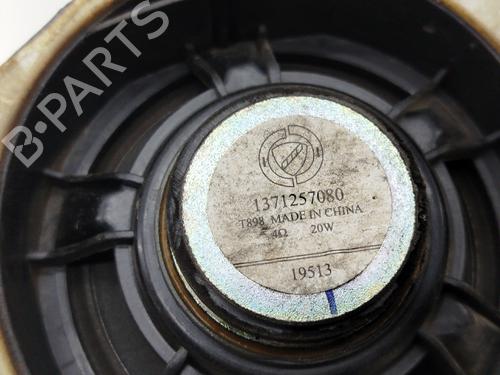 B-PARTS
1371257080
T898 MADE IN CHINA
4Ω 20W
19513